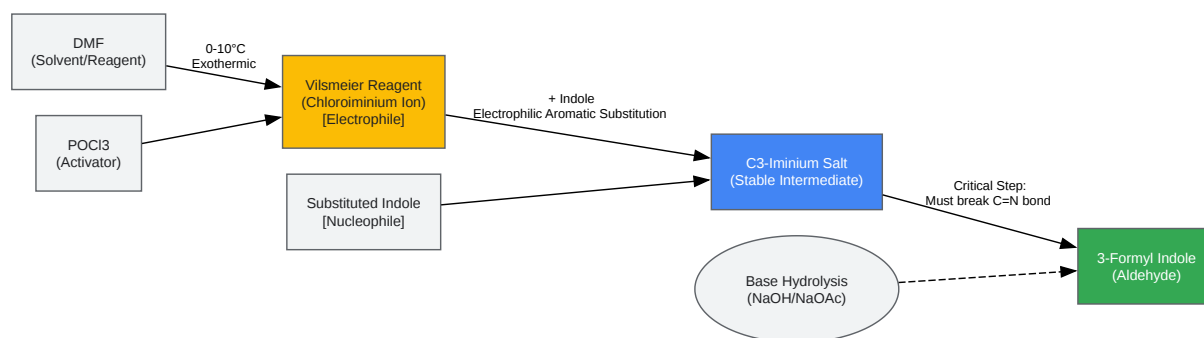 DMF
(Solvent/Reagent)
0-10°C
Exothermic
POCl3
(Activator)
Vilsmeier Reagent
(Chloroiminium Ion)
[Electrophile]
+ Indole
Electrophilic Aromatic Substitution
Substituted Indole
[Nucleophile]
C3-Iminium Salt
(Stable Intermediate)
Critical Step:
Must break C=N bond
Base Hydrolysis
(NaOH/NaOAc)
3-Formyl Indole
(Aldehyde)